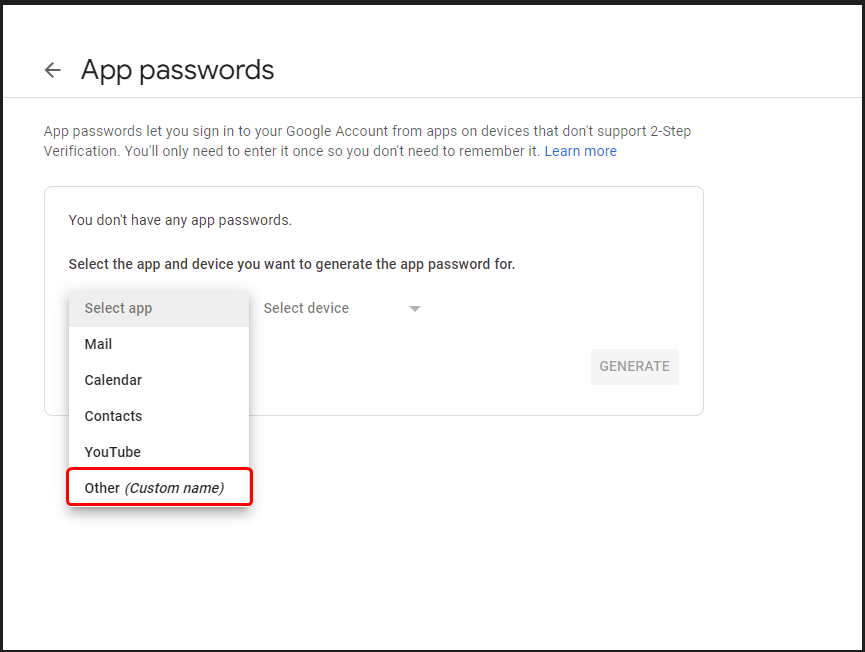 App passwords
App passwords let you sign in to your Google Account from apps on devices that don't support 2-Step
Verification. You'll only need to enter it once so you don't need to remember it. Learn more
You don't have any app passwords.
Select the app and device you want to generate the app password for.
Select app
Select device
Mail
Calendar
Contacts
YouTube
Other (Custom name)
GENERATE